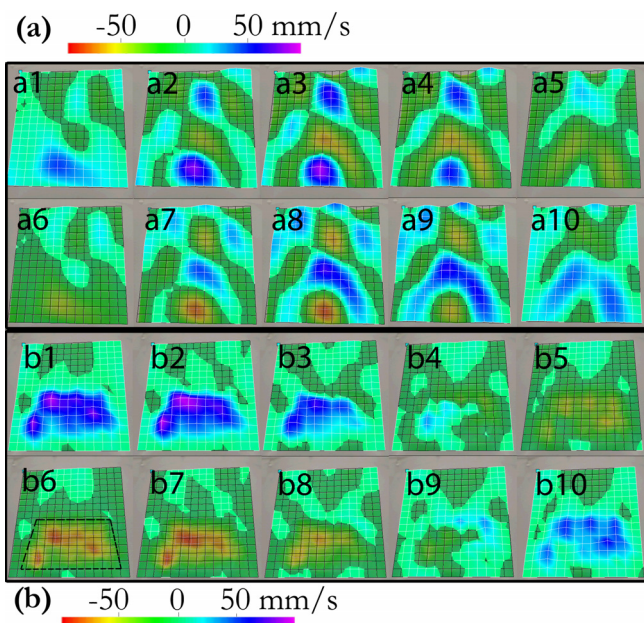 (a) -50 0 50 mm/s
a1 a2 a3 a4 a5
a6 a7 a8 a9 a10
b1 b2 b3 b4 b5
b6 b7 b8 b9 b10
(b) -50 0 50 mm/s